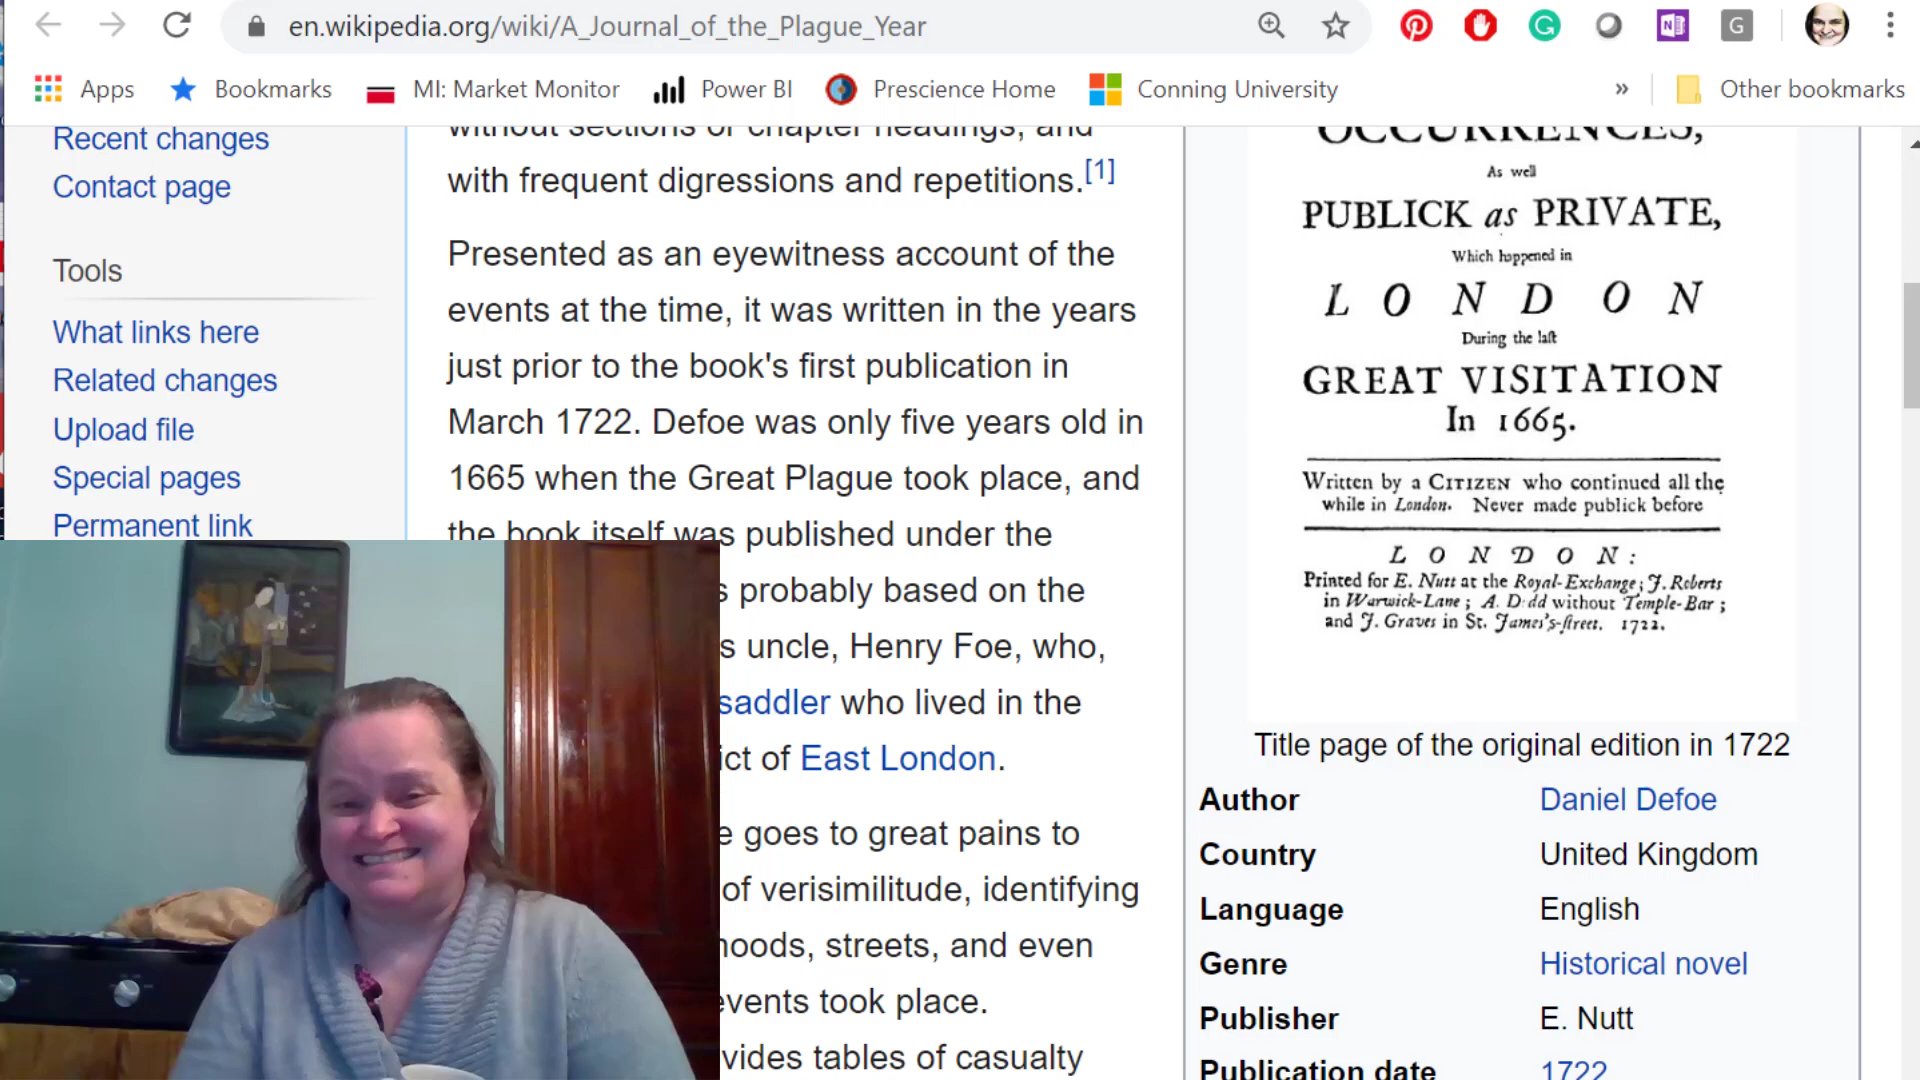 en.wikipedia.org/wiki/A_Journal_of_the_Plague_Year
G
Apps
Bookmarks
MI: Market Monitor
Power BI
Prescience Home
Conning University
»
Other bookmarks
Recent changes
Contact page
Tools
What links here
Related changes
Upload file
Special pages
Permanent link
without sections or chapter headings, and
with frequent digressions and repetitions.[1]
Presented as an eyewitness account of the
events at the time, it was written in the years
just prior to the book's first publication in
March 1722. Defoe was only five years old in
1665 when the Great Plague took place, and
the book itself was published under the
s probably based on the
s uncle, Henry Foe, who,
saddler who lived in the
ict of East London.
e goes to great pains to
of verisimilitude, identifying
hoods, streets, and even
events took place.
vides tables of casualty
OCCURRENCES,
As well
PUBLICK as PRIVATE,
Which happened in
LONDON
During the laſt
GREAT VISITATION
In 1665.
Written by a CITIZEN who continued all the
while in London. Never made publick before
LONDON:
Printed for E. Nutt at the Royal-Exchange; J. Roberts
in Warwick-Lane; A. Dodd without Temple-Bar;
and J. Graves in St. James's-ſtreet. 1722.
Title page of the original edition in 1722
Author Daniel Defoe
Country United Kingdom
Language English
Genre Historical novel
Publisher E. Nutt
Publication date 1722